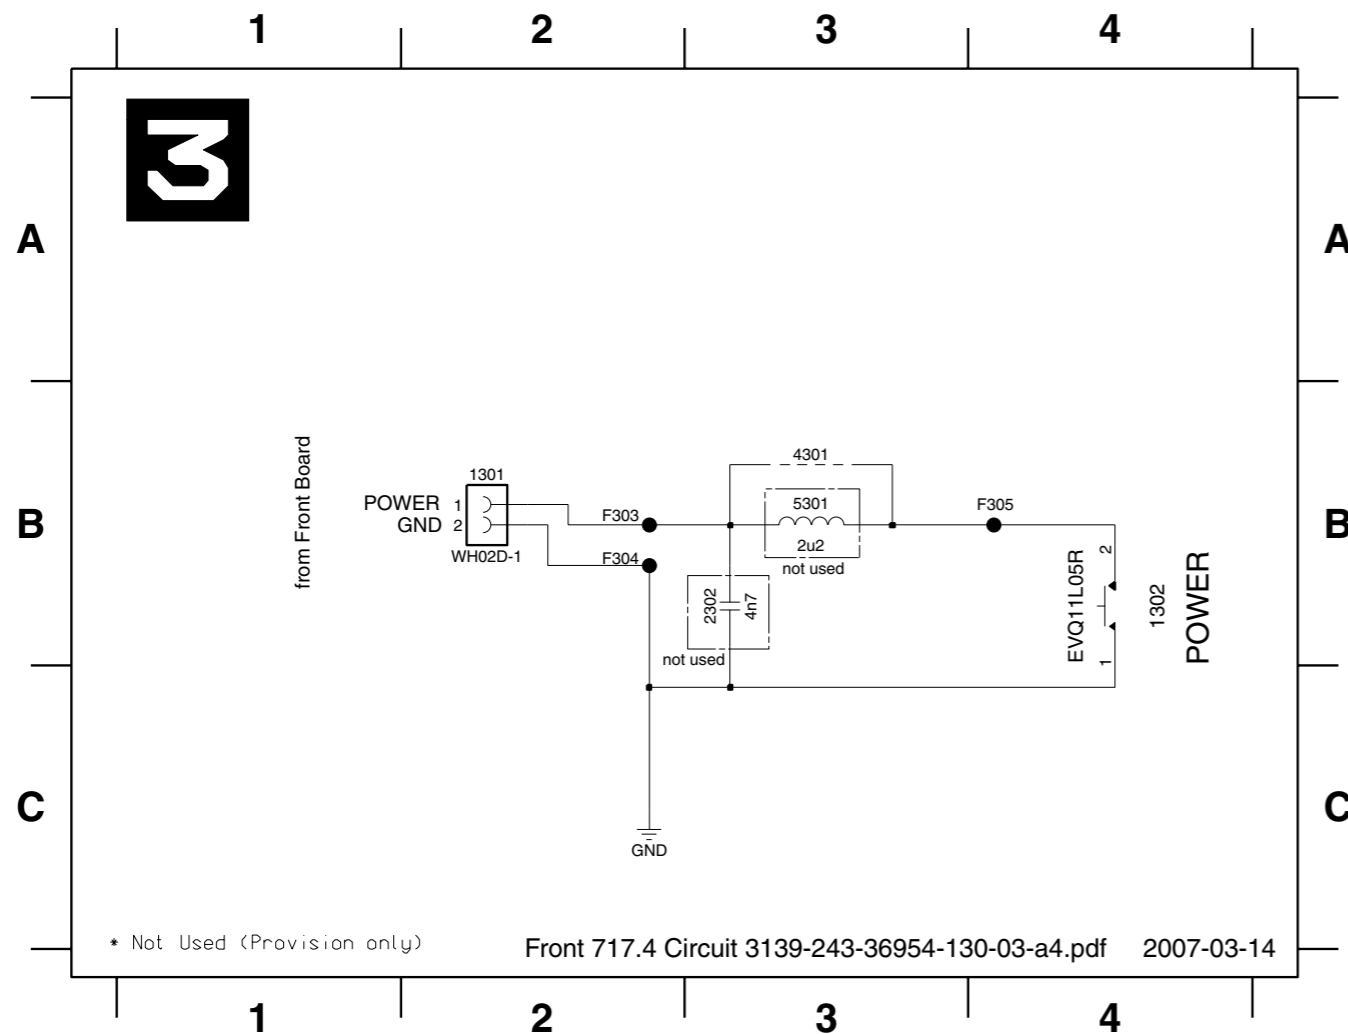 1 2 3 4
3
A A
4301
1301
5301
POWER 1
F303
F305
GND 2
2u2
WH02D-1
not used
F304
from Front Board
B B
2302
4n7
not used
EVQ11L05R
2
1
1302
POWER
C C
GND
* Not Used (Provision only)
Front 717.4 Circuit 3139-243-36954-130-03-a4.pdf 2007-03-14
1 2 3 4